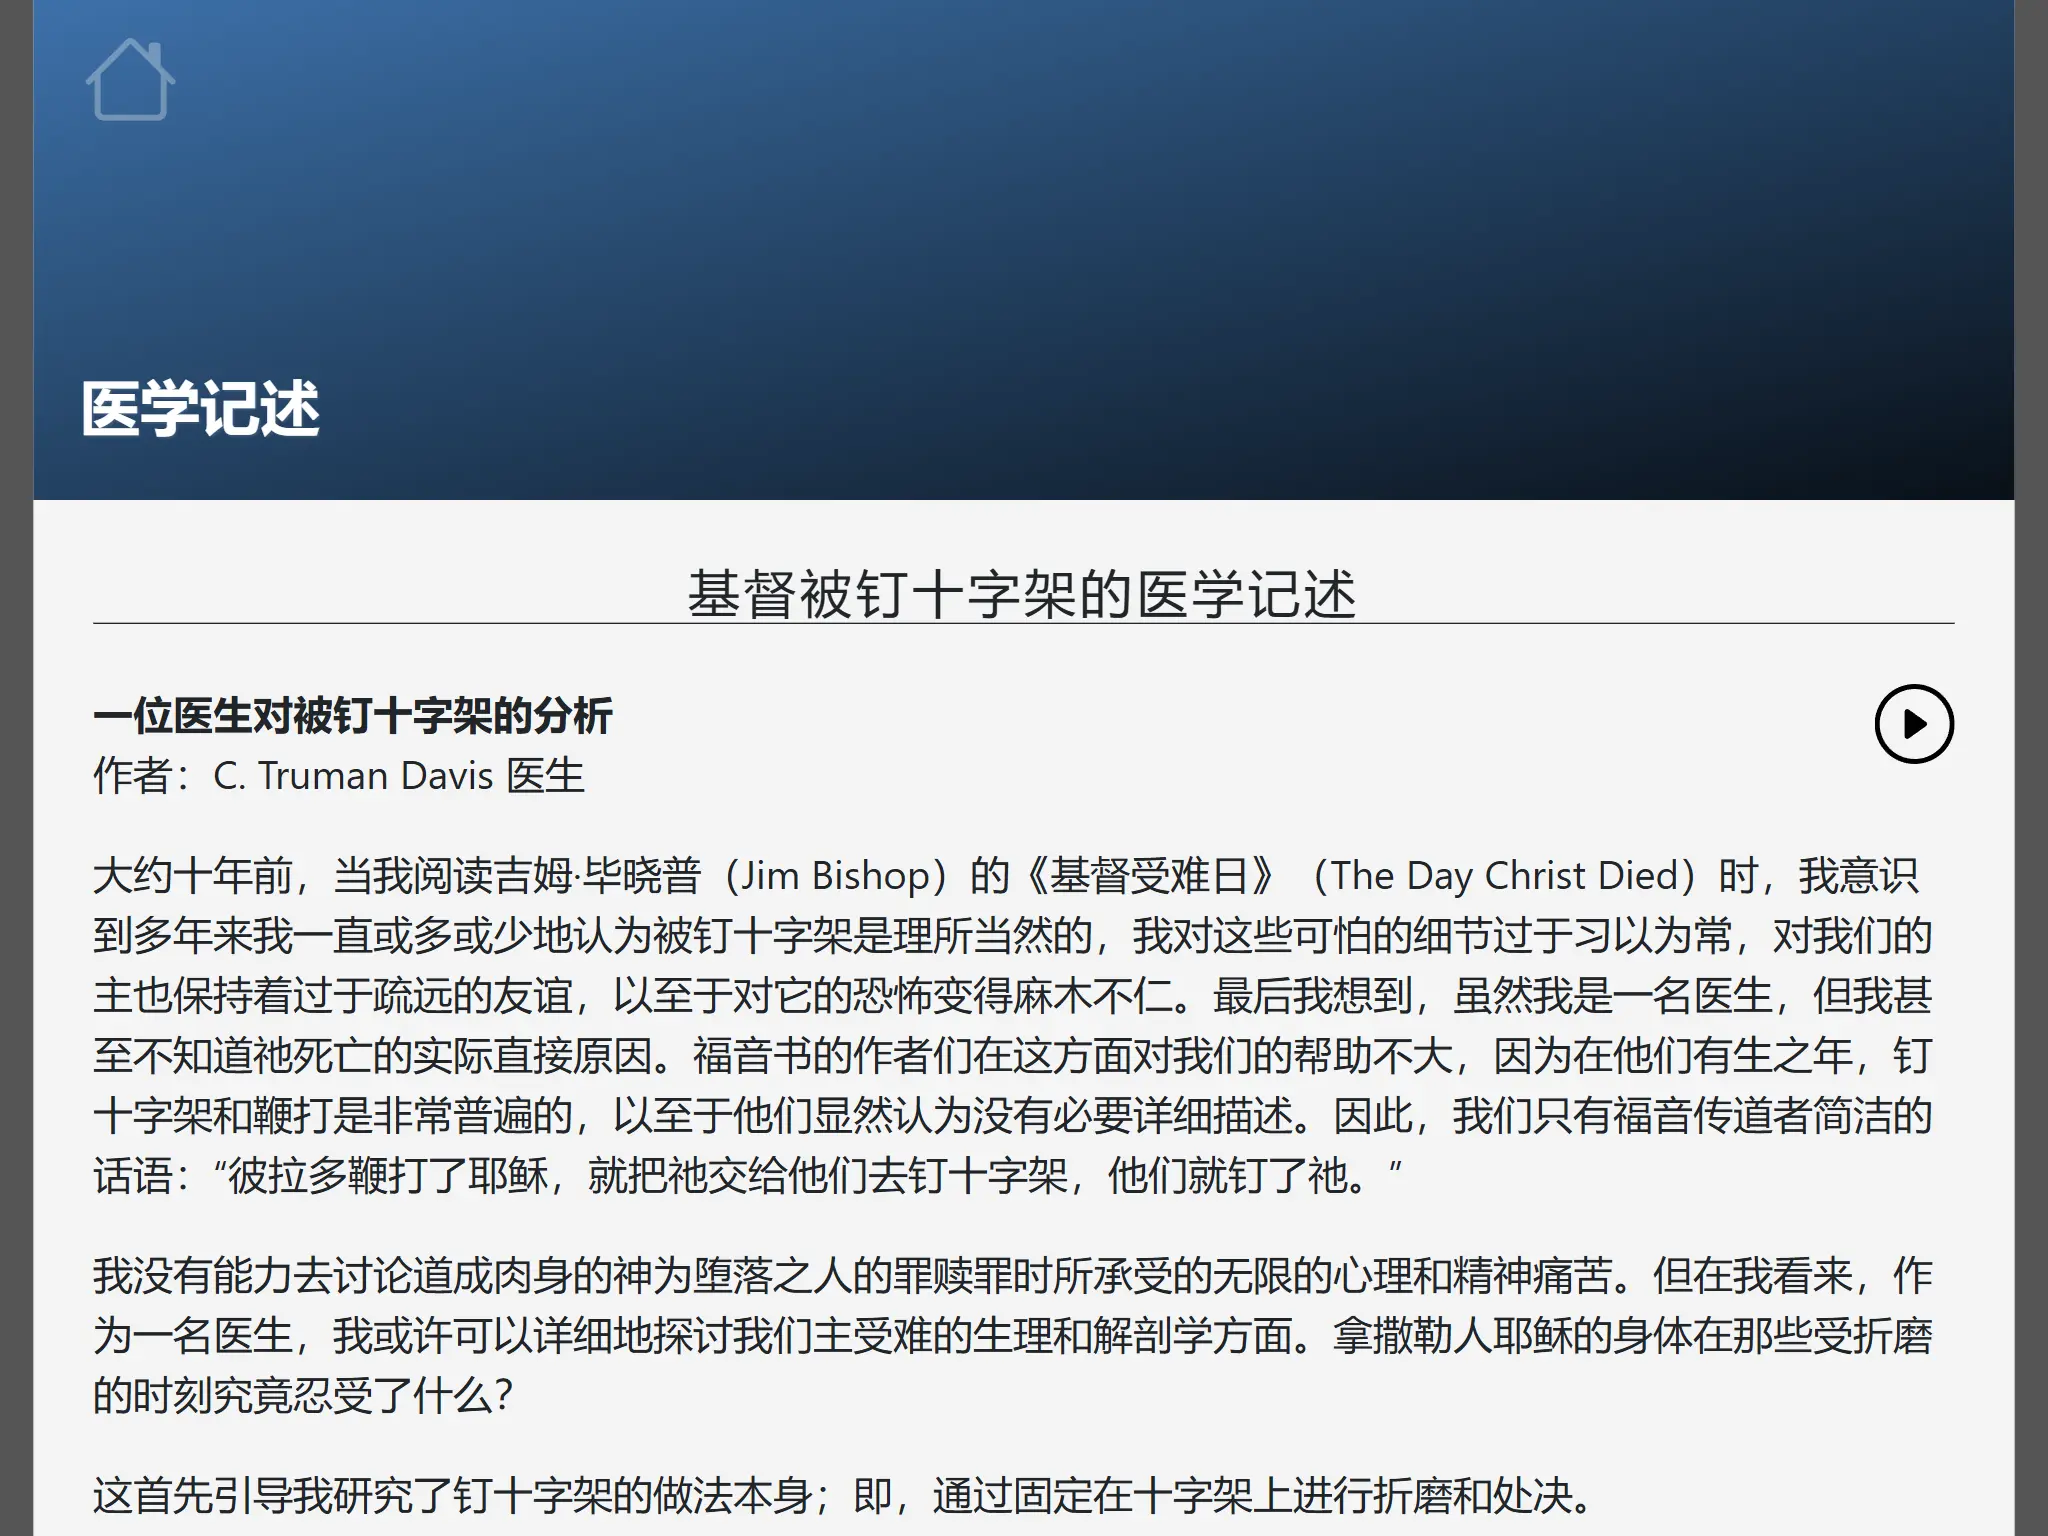 医学记述
基督被钉十字架的医学记述
一位医生对被钉十字架的分析
作者：C. Truman Davis 医生
大约十年前，当我阅读吉姆·毕晓普（Jim Bishop）的《基督受难日》（The Day Christ Died）时，我意识
到多年来我一直或多或少地认为被钉十字架是理所当然的，我对这些可怕的细节过于习以为常，对我们的
主也保持着过于疏远的友谊，以至于对它的恐怖变得麻木不仁。最后我想到，虽然我是一名医生，但我甚
至不知道祂死亡的实际直接原因。福音书的作者们在这方面对我们的帮助不大，因为在他们有生之年，钉
十字架和鞭打是非常普遍的，以至于他们显然认为没有必要详细描述。因此，我们只有福音传道者简洁的
话语：“彼拉多鞭打了耶稣，就把祂交给他们去钉十字架，他们就钉了祂。”
我没有能力去讨论道成肉身的神为堕落之人的罪赎罪时所承受的无限的心理和精神痛苦。但在我看来，作
为一名医生，我或许可以详细地探讨我们主受难的生理和解剖学方面。拿撒勒人耶稣的身体在那些受折磨
的时刻究竟忍受了什么？
这首先引导我研究了钉十字架的做法本身；即，通过固定在十字架上进行折磨和处决。